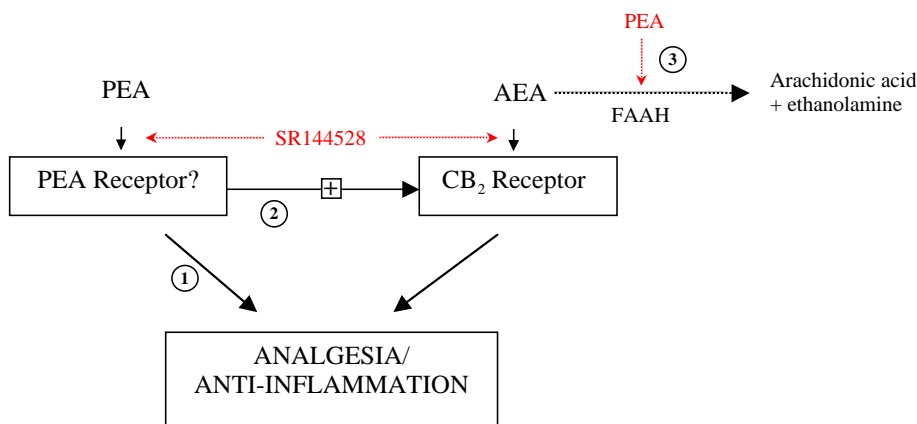 PEA
3
PEA
AEA
Arachidonic acid
+ ethanolamine
FAAH
SR144528
PEA Receptor?
+
CB₂ Receptor
2
1
ANALGESIA/
ANTI-INFLAMMATION